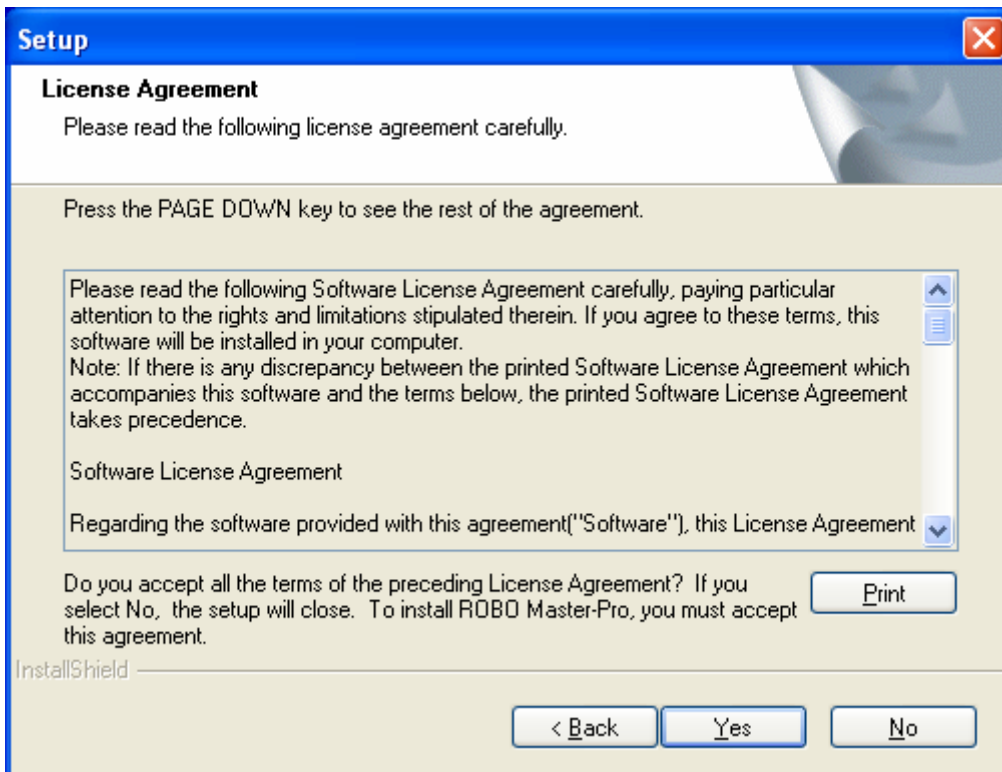 Setup
License Agreement
Please read the following license agreement carefully.
Press the PAGE DOWN key to see the rest of the agreement.
Please read the following Software License Agreement carefully, paying particular
attention to the rights and limitations stipulated therein. If you agree to these terms, this
software will be installed in your computer.
Note: If there is any discrepancy between the printed Software License Agreement which
accompanies this software and the terms below, the printed Software License Agreement
takes precedence.
Software License Agreement
Regarding the software provided with this agreement("Software"), this License Agreement
Do you accept all the terms of the preceding License Agreement? If you
select No, the setup will close. To install ROBO Master-Pro, you must accept
this agreement.
Print
InstallShield
< Back
Yes
No